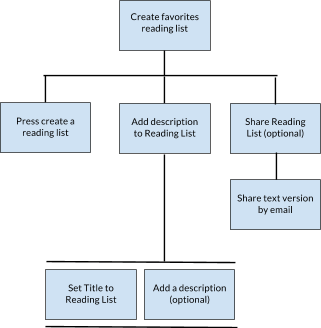 Create favorites
reading list
Press create a
reading list
Add description
to Reading List
Share Reading
List (optional)
Share text version
by email
Set Title to
Reading List
Add a description
(optional)